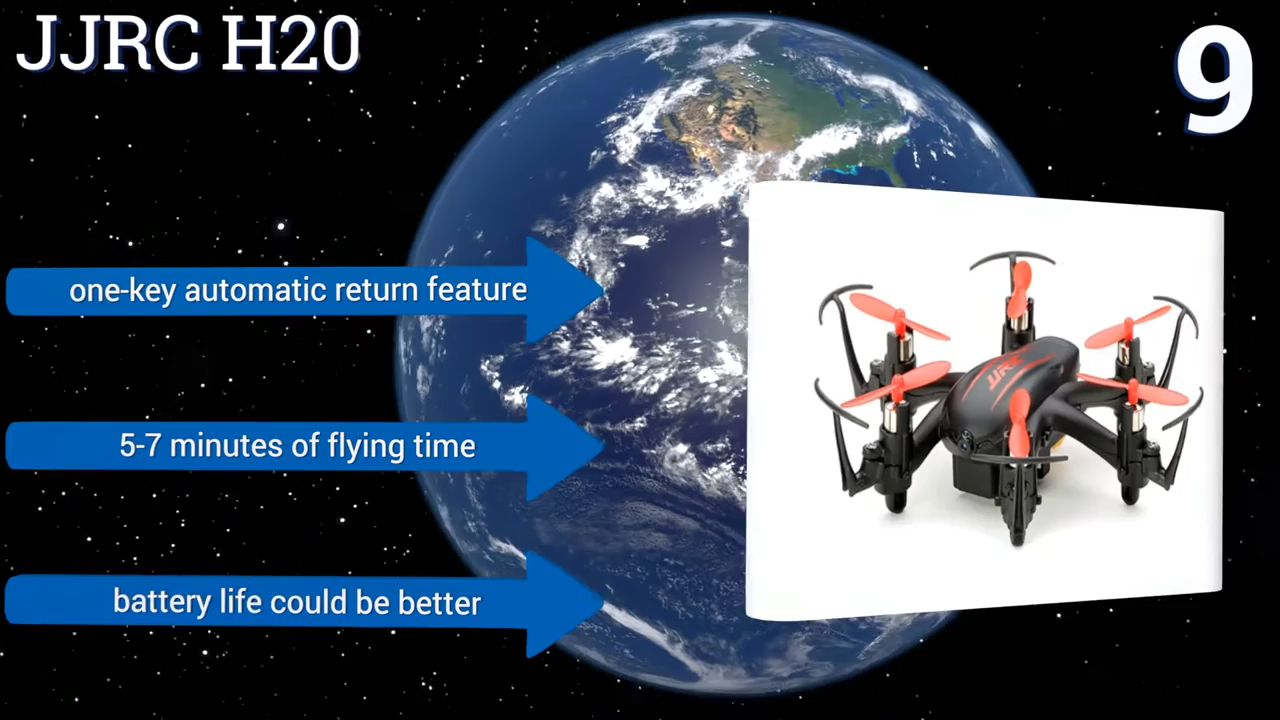 JJRC H20
9
one-key automatic return feature
5-7 minutes of flying time
battery life could be better
JJRC